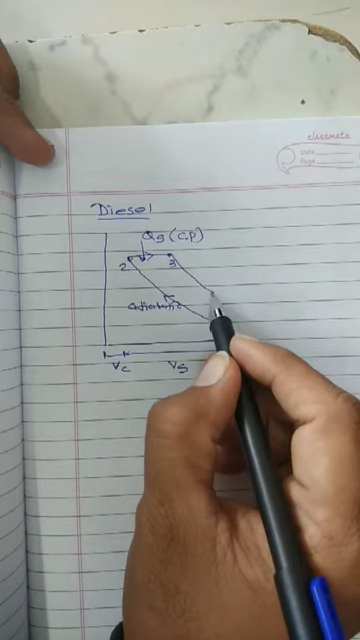 classmate
Date
Page
Diesel
Qs (C.P)
2 3
adiabatic
Vc Vs